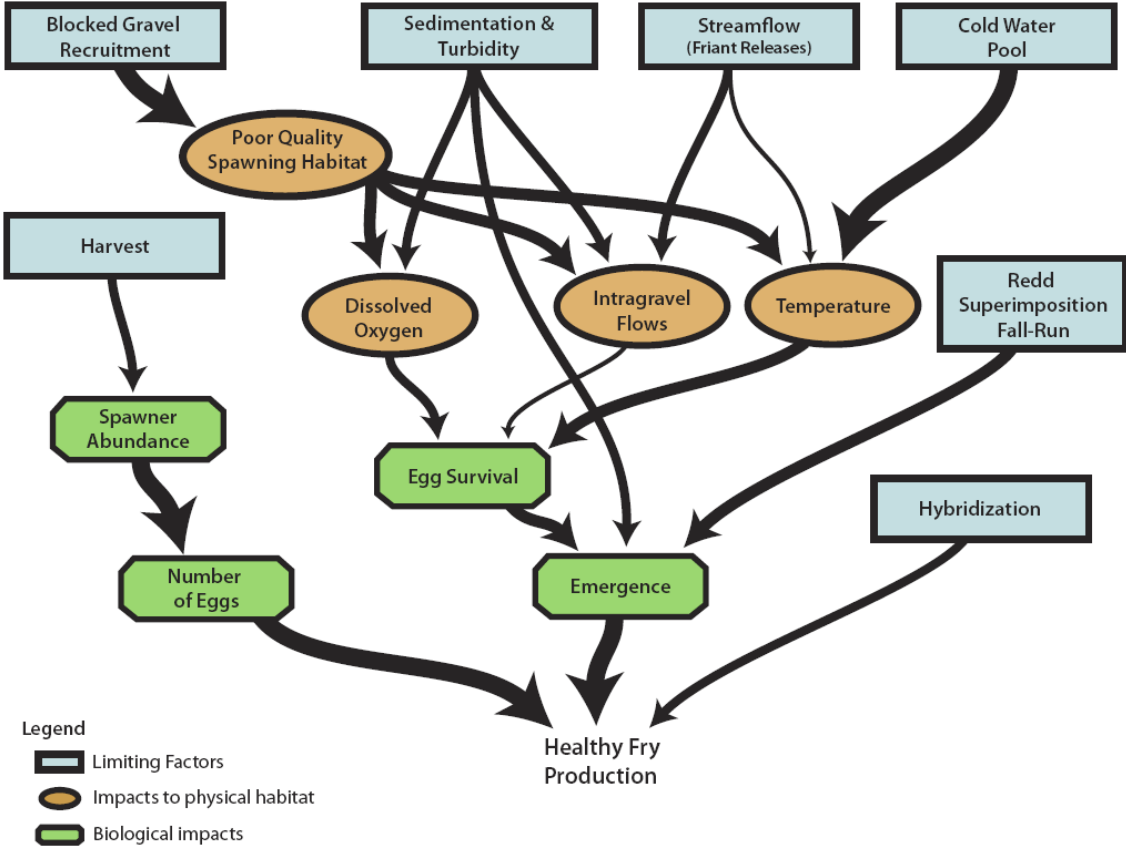 Blocked Gravel
Recruitment
Sedimentation &
Turbidity
Streamflow
(Friant Releases)
Cold Water
Pool
Poor Quality
Spawning Habitat
Harvest
Dissolved
Oxygen
Intragravel
Flows
Temperature
Redd
Superimposition
Fall-Run
Spawner
Abundance
Egg Survival
Hybridization
Number
of Eggs
Emergence
Healthy Fry
Production
Legend
Limiting Factors
Impacts to physical habitat
Biological impacts